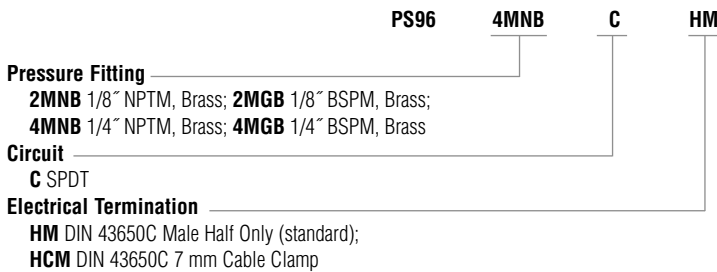 PS96 4MNB C HM
Pressure Fitting
2MNB 1/8˝ NPTM, Brass; 2MGB 1/8˝ BSPM, Brass;
4MNB 1/4˝ NPTM, Brass; 4MGB 1/4˝ BSPM, Brass
Circuit
C SPDT
Electrical Termination
HM DIN 43650C Male Half Only (standard);
HCM DIN 43650C 7 mm Cable Clamp